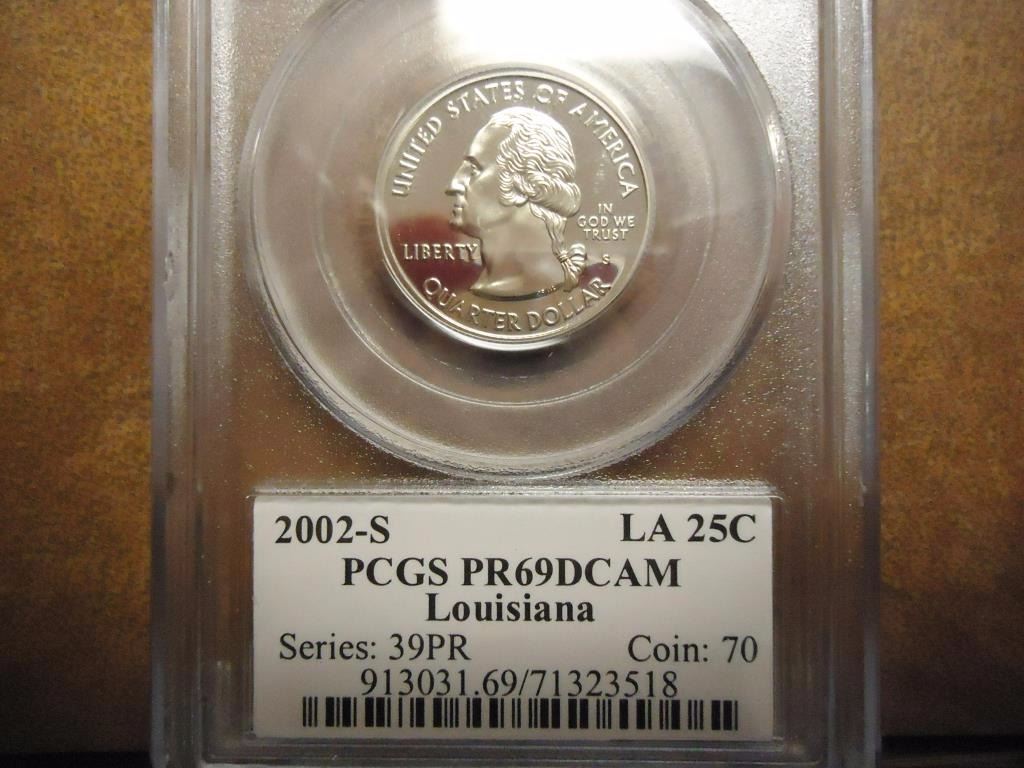 UNITED STATES OF AMERICA
IN
GOD WE
TRUST
LIBERTY
S
QUARTER DOLLAR
2002-S LA 25C
PCGS PR69DCAM
Louisiana
Series: 39PR Coin: 70
913031.69/71323518